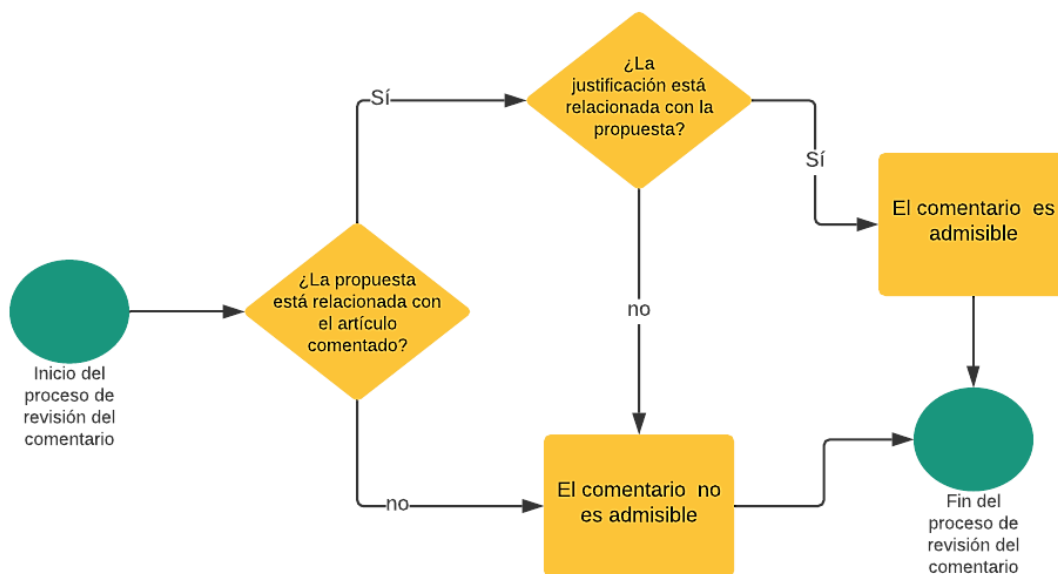 ¿La
justificación está
relacionada con la
propuesta?
Sí
Sí
El comentario es
admisible
¿La propuesta
está relacionada con
el artículo
comentado?
no
Inicio del
proceso de
revisión del
comentario
no
El comentario no
es admisible
Fin del
proceso de
revisión del
comentario